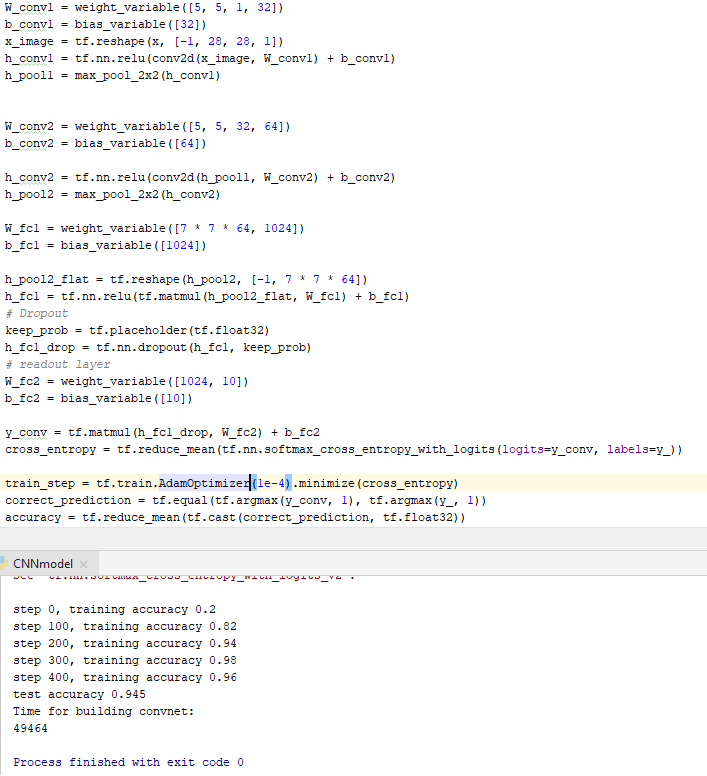 W_conv1 = weight_variable([5, 5, 1, 32])
b_conv1 = bias_variable([32])
x_image = tf.reshape(x, [-1, 28, 28, 1])
h_conv1 = tf.nn.relu(conv2d(x_image, W_conv1) + b_conv1)
h_pool1 = max_pool_2x2(h_conv1)
W_conv2 = weight_variable([5, 5, 32, 64])
b_conv2 = bias_variable([64])
h_conv2 = tf.nn.relu(conv2d(h_pool1, W_conv2) + b_conv2)
h_pool2 = max_pool_2x2(h_conv2)
W_fc1 = weight_variable([7 * 7 * 64, 1024])
b_fc1 = bias_variable([1024])
h_pool2_flat = tf.reshape(h_pool2, [-1, 7 * 7 * 64])
h_fc1 = tf.nn.relu(tf.matmul(h_pool2_flat, W_fc1) + b_fc1)
# Dropout
keep_prob = tf.placeholder(tf.float32)
h_fc1_drop = tf.nn.dropout(h_fc1, keep_prob)
# readout layer
W_fc2 = weight_variable([1024, 10])
b_fc2 = bias_variable([10])
y_conv = tf.matmul(h_fc1_drop, W_fc2) + b_fc2
cross_entropy = tf.reduce_mean(tf.nn.softmax_cross_entropy_with_logits(logits=y_conv, labels=y_))
train_step = tf.train.AdamOptimizer(1e-4).minimize(cross_entropy)
correct_prediction = tf.equal(tf.argmax(y_conv, 1), tf.argmax(y_, 1))
accuracy = tf.reduce_mean(tf.cast(correct_prediction, tf.float32))
CNNmodel
See `tf.nn.softmax_cross_entropy_with_logits_v2`.
step 0, training accuracy 0.2
step 100, training accuracy 0.82
step 200, training accuracy 0.94
step 300, training accuracy 0.98
step 400, training accuracy 0.96
test accuracy 0.945
Time for building convnet:
49464
Process finished with exit code 0